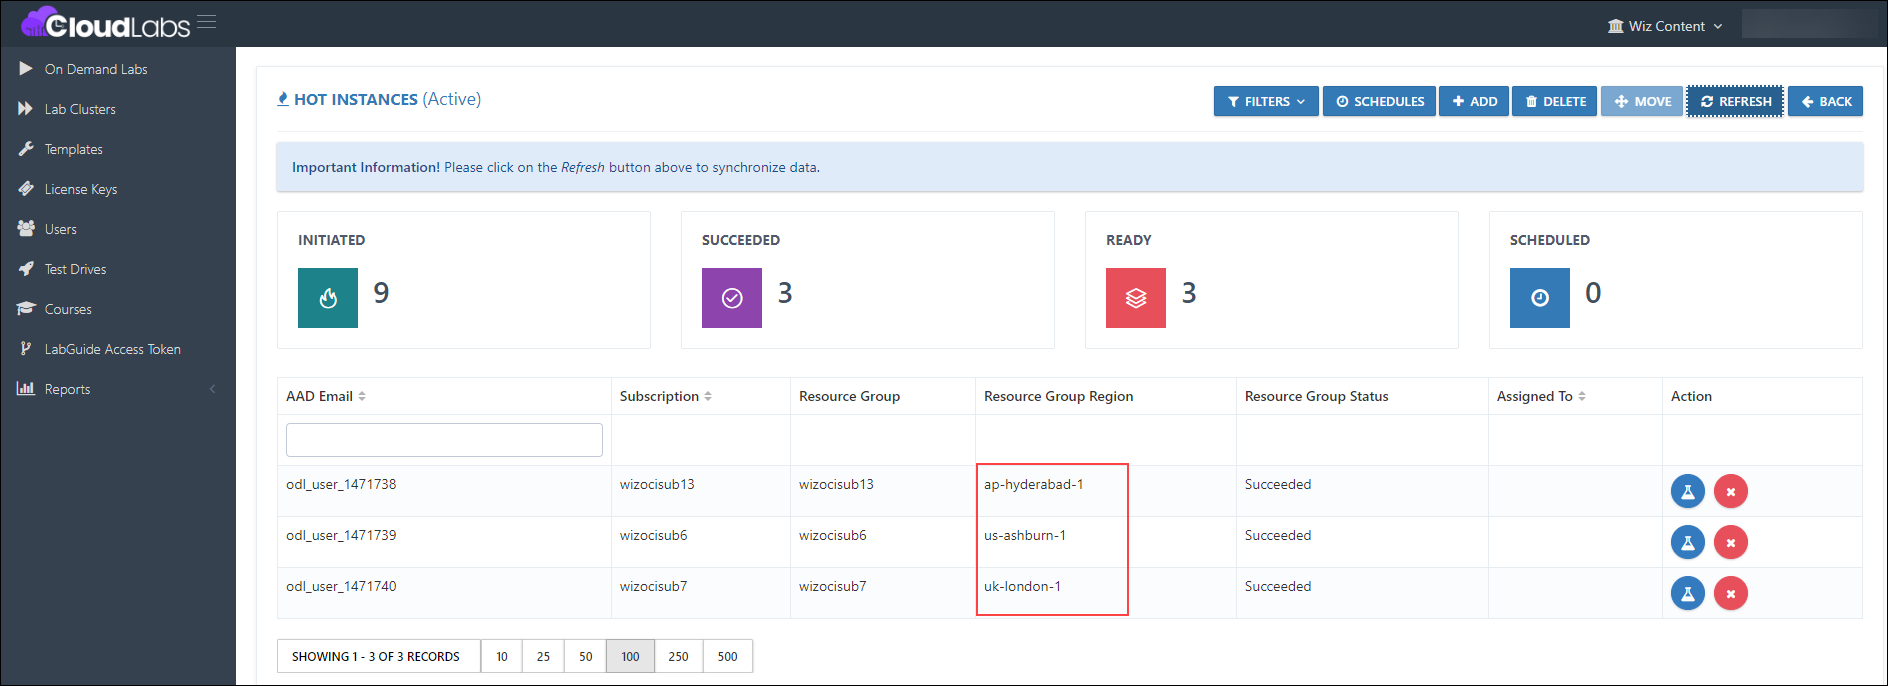 CloudLabs
Wiz Content
On Demand Labs
Lab Clusters
Templates
License Keys
Users
Test Drives
Courses
LabGuide Access Token
Reports
HOT INSTANCES (Active)
FILTERS SCHEDULES ADD DELETE MOVE REFRESH BACK
Important Information! Please click on the Refresh button above to synchronize data.
INITIATED
9
SUCCEEDED
3
READY
3
SCHEDULED
0
AAD Email Subscription Resource Group Resource Group Region Resource Group Status Assigned To Action
odl_user_1471738 wizocisub13 wizocisub13 ap-hyderabad-1 Succeeded
odl_user_1471739 wizocisub6 wizocisub6 us-ashburn-1 Succeeded
odl_user_1471740 wizocisub7 wizocisub7 uk-london-1 Succeeded
SHOWING 1 - 3 OF 3 RECORDS 10 25 50 100 250 500